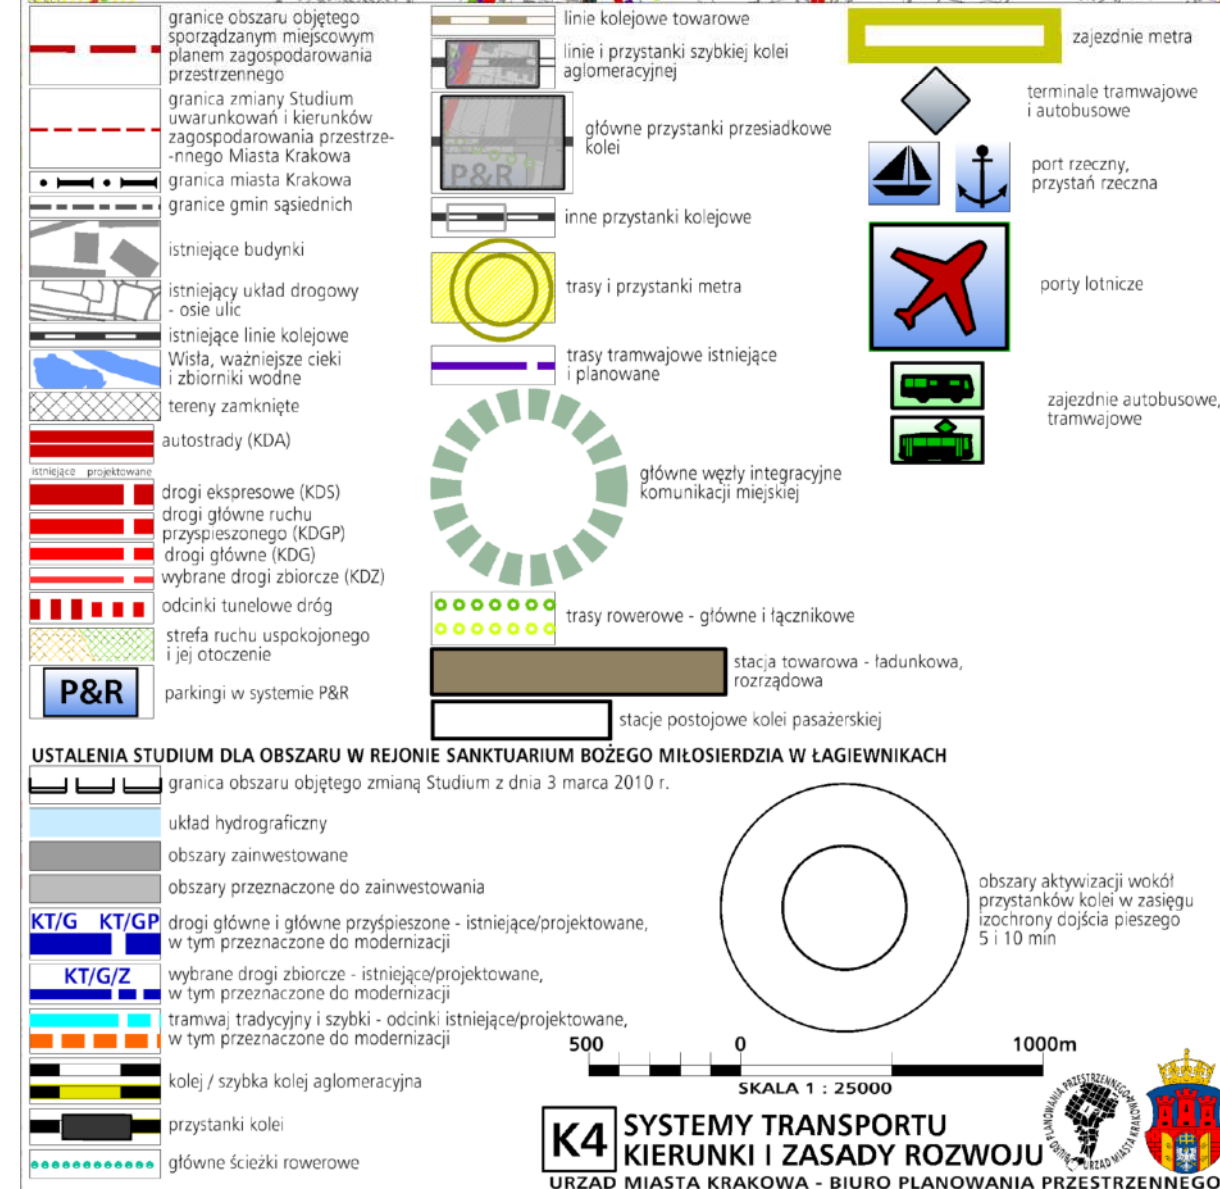 granice obszaru objętego
sporządzanym miejscowym
planem zagospodarowania
przestrzennego
granica zmiany Studium
uwarunkowań i kierunków
zagospodarowania przestrze-
-nnego Miasta Krakowa
granica miasta Krakowa
granice gmin sąsiednich
istniejące budynki
istniejący układ drogowy
- osie ulic
istniejące linie kolejowe
Wisła, ważniejsze cieki
i zbiorniki wodne
tereny zamknięte
autostrady (KDA)
istniejące projektowane
drogi ekspresowe (KDS)
drogi główne ruchu
przyspieszonego (KDGP)
drogi główne (KDG)
wybrane drogi zbiorcze (KDZ)
odcinki tunelowe dróg
strefa ruchu uspokojonego
i jej otoczenie
P&R
parkingi w systemie P&R
linie kolejowe towarowe
linie i przystanki szybkiej kolei
aglomeracyjnej
P&R
główne przystanki przesiadkowe
kolei
inne przystanki kolejowe
trasy i przystanki metra
trasy tramwajowe istniejące
i planowane
główne węzły integracyjne
komunikacji miejskiej
trasy rowerowe - główne i łącznikowe
stacja towarowa - ładunkowa,
rozrządowa
stacje postojowe kolei pasażerskiej
zajezdnie metra
terminale tramwajowe
i autobusowe
port rzeczny,
przystań rzeczna
porty lotnicze
zajezdnie autobusowe,
tramwajowe
USTALENIA STUDIUM DLA OBSZARU W REJONIE SANKTUARIUM BOŻEGO MIŁOSIERDZIA W ŁAGIEWNIKACH
granica obszaru objętego zmianą Studium z dnia 3 marca 2010 r.
układ hydrograficzny
obszary zainwestowane
obszary przeznaczone do zainwestowania
KT/G KT/GP
drogi główne i główne przyśpieszone - istniejące/projektowane,
w tym przeznaczone do modernizacji
KT/G/Z
wybrane drogi zbiorcze - istniejące/projektowane,
w tym przeznaczone do modernizacji
tramwaj tradycyjny i szybki - odcinki istniejące/projektowane,
w tym przeznaczone do modernizacji
kolej / szybka kolej aglomeracyjna
przystanki kolei
główne ścieżki rowerowe
obszary aktywizacji wokół
przystanków kolei w zasięgu
izochrony dojścia pieszego
5 i 10 min
500 0 1000m
SKALA 1 : 25000
K4
SYSTEMY TRANSPORTU
KIERUNKI I ZASADY ROZWOJU
BIURO PLANOWANIA PRZESTRZENNEGO
URZĄD MIASTA KRAKOWA
URZĄD MIASTA KRAKOWA - BIURO PLANOWANIA PRZESTRZENNEGO